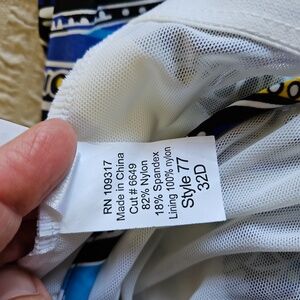 RN 109317
Made in China
Cut # 6649
82% Nylon
18% Spandex
Lining 100% nylon
Style 77
32D